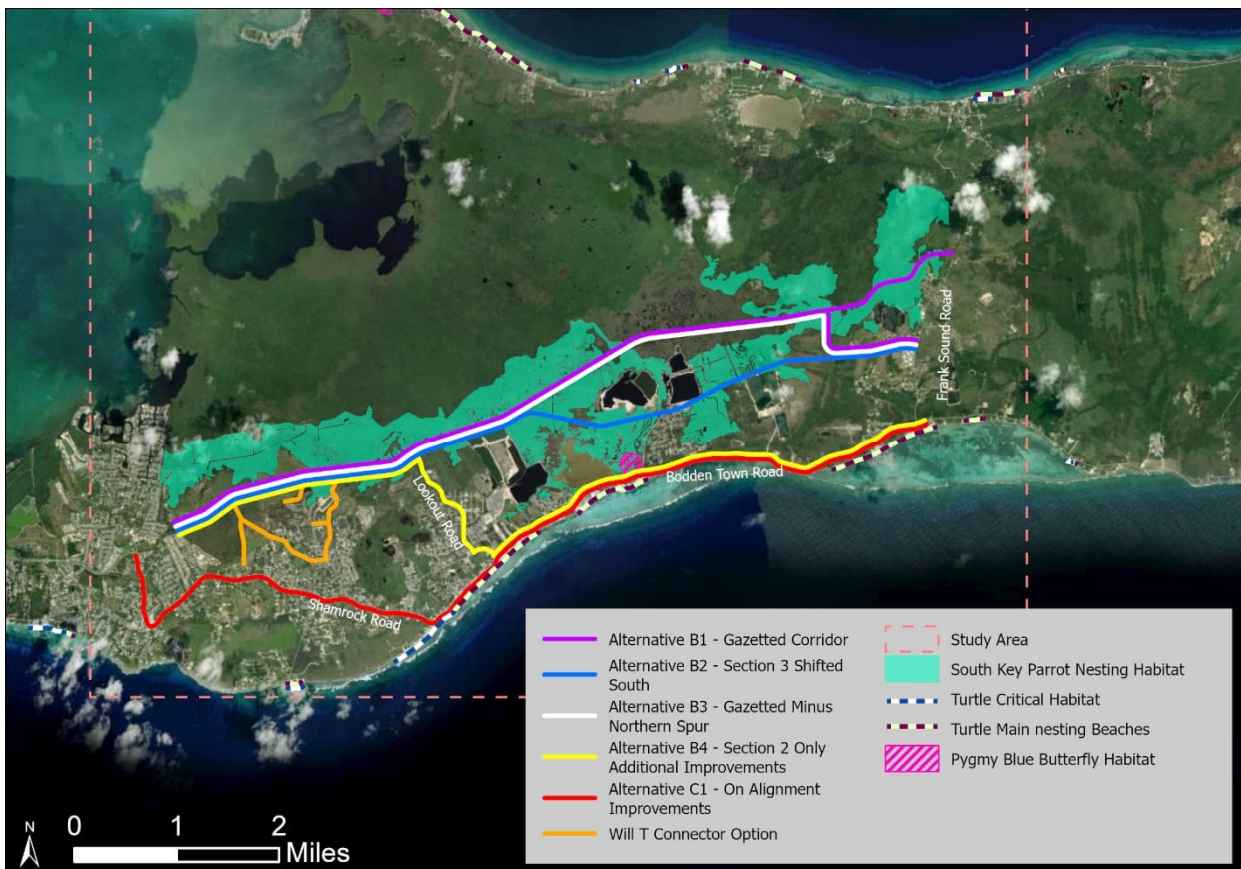 Frank Sound Road
Lookout Road
Bodden Town Road
Shamrock Road
Alternative B1 - Gazetted Corridor
Alternative B2 - Section 3 Shifted
South
Alternative B3 - Gazetted Minus
Northern Spur
Alternative B4 - Section 2 Only
Additional Improvements
Alternative C1 - On Alignment
Improvements
Will T Connector Option
Study Area
South Key Parrot Nesting Habitat
Turtle Critical Habitat
Turtle Main nesting Beaches
Pygmy Blue Butterfly Habitat
N
0 1 2
Miles